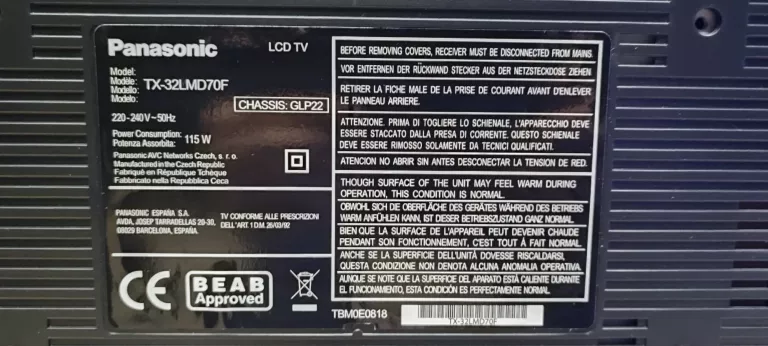 Panasonic
LCD TV
Model:
Modèle:
Modello:
Modelo:
TX-32LMD70F
CHASSIS: GLP22
220-240V~50Hz
Power Consumption:
Potenza Assorbita:
115 W
Panasonic AVC Networks Czech, s. r. o.
Manufactured in the Czech Republic
Fabriqué en République Tchèque
Fabbricato nella Repubblica Ceca
PANASONIC ESPAÑA S.A.
AVDA, JOSEP TARRADELLAS 20-30,
08029 BARCELONA, ESPAÑA
TV CONFORME ALLE PRESCRIZIONI
DELL'ART. 1 D.M. 26/03/92
CE
BEAB
Approved
BEFORE REMOVING COVERS, RECEIVER MUST BE DISCONNECTED FROM MAINS.
VOR ENTFERNEN DER RÜCKWAND STECKER AUS DER NETZSTECKDOSE ZIEHEN.
RETIRER LA FICHE MALE DE LA PRISE DE COURANT AVANT D'ENLEVER
LE PANNEAU ARRIERE.
ATTENZIONE. PRIMA DI TOGLIERE LO SCHIENALE, L'APPARECCHIO DEVE
ESSERE STACCATO DALLA PRESA DI CORRENTE. QUESTO SCHIENALE
DEVE ESSERE RIMOSSO SOLAMENTE DA TECNICI QUALIFICATI.
ATENCION NO ABRIR SIN ANTES DESCONECTAR LA TENSION DE RED.
THOUGH SURFACE OF THE UNIT MAY FEEL WARM DURING
OPERATION, THIS CONDITION IS NORMAL.
OBWOHL SICH DIE OBERFLÄCHE DES GERÄTES WÄHREND DES BETRIEBS
WARM ANFÜHLEN KANN, IST DIESER BETRIEBSZUSTAND GANZ NORMAL.
BIEN QUE LA SURFACE DE L'APPAREIL PUT DEVENIR CHAUDE
PENDANT SON FONCTIONNEMENT, C'EST TOUT À FAIT NORMAL.
ANCHE SE LA SUPERFICIE DELL'UNITÀ DOVESSE RISCALDARSI,
QUESTA CONDIZIONE NON DENOTA ALCUNA ANOMALIA OPERATIVA.
AUNQUE SE NOTE QUE LA SUPERFICIE DEL APARATO ESTÁ CALIENTE DURANTE
EL FUNCIONAMIENTO, ESTA CONDICIÓN ES PERFECTAMENTE NORMAL.
TBM0E0818
TX-32LMD70F